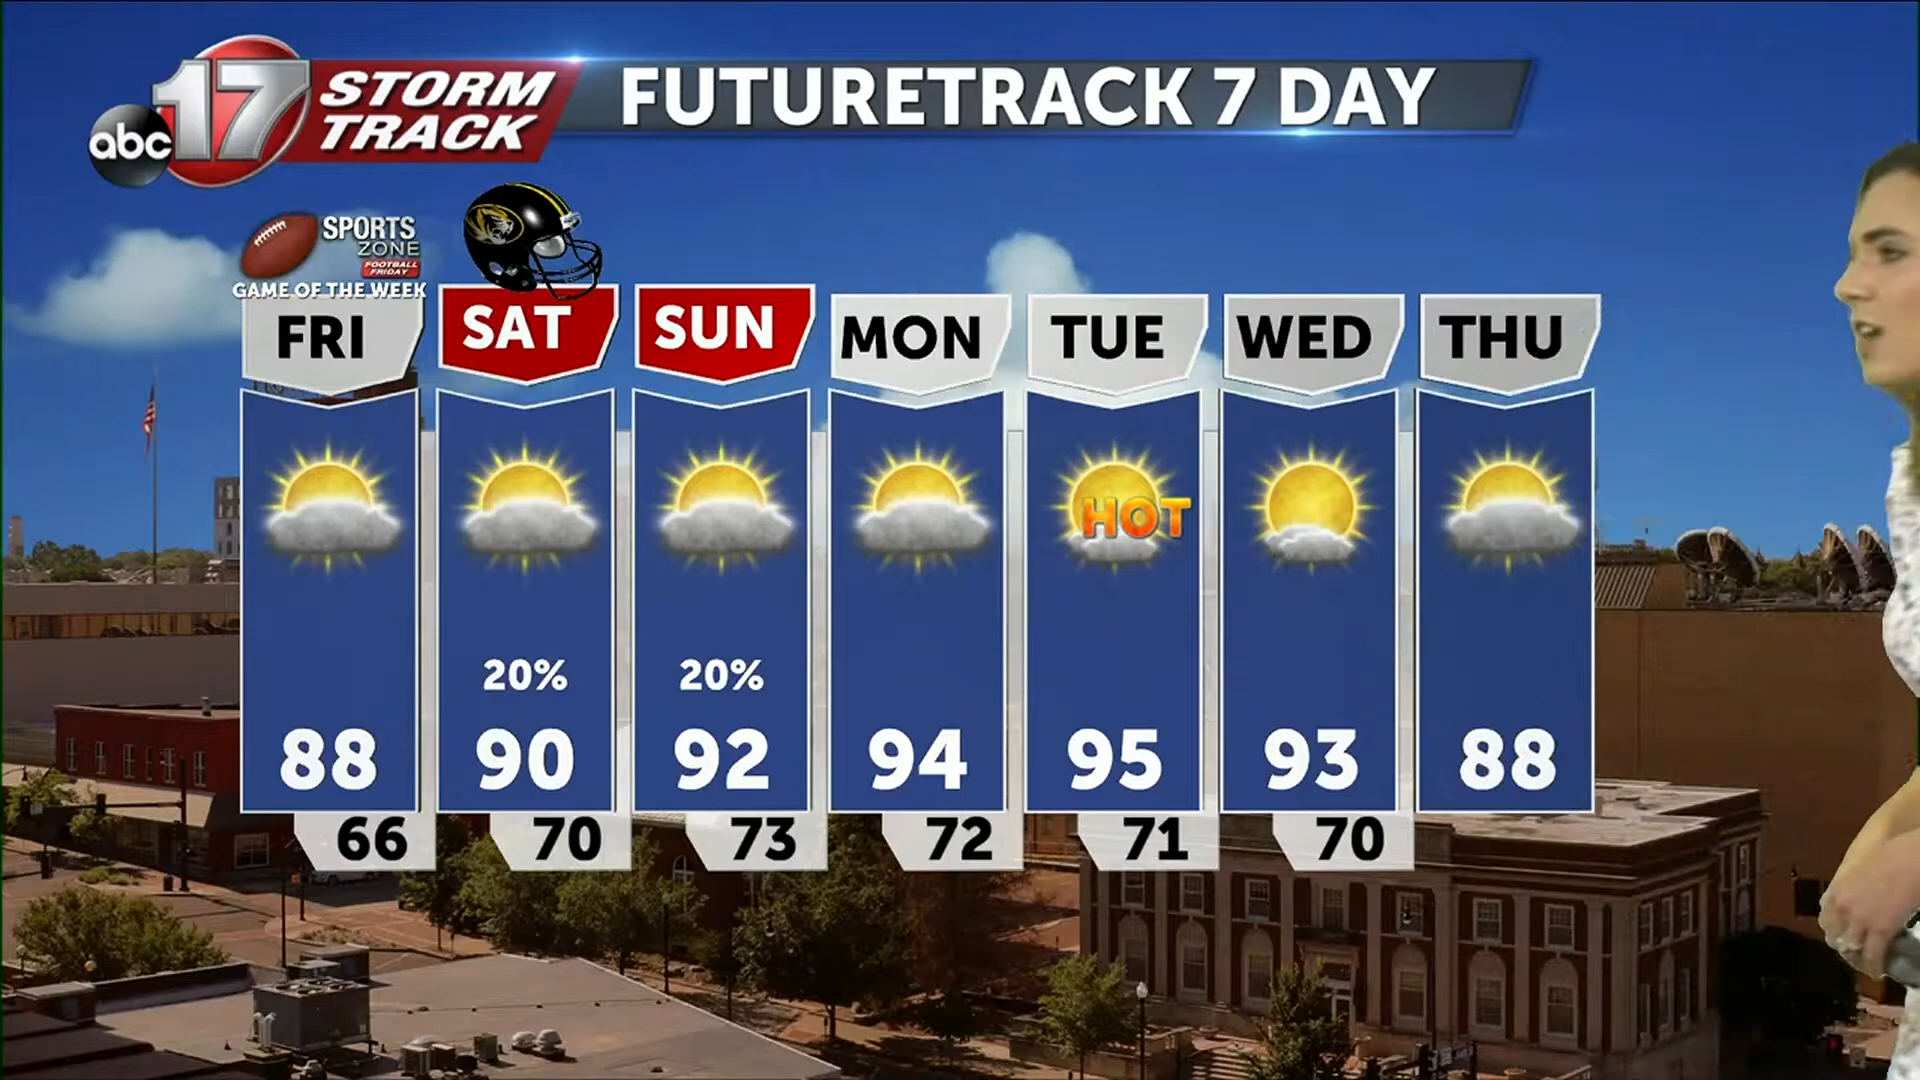 abc 17 STORM TRACK
FUTURETRACK 7 DAY
SPORTS
ZONE
FOOTBALL
FRIDAY
GAME OF THE WEEK
FRI SAT SUN MON TUE WED THU
HOT
20% 20%
88 90 92 94 95 93 88
66 70 73 72 71 70